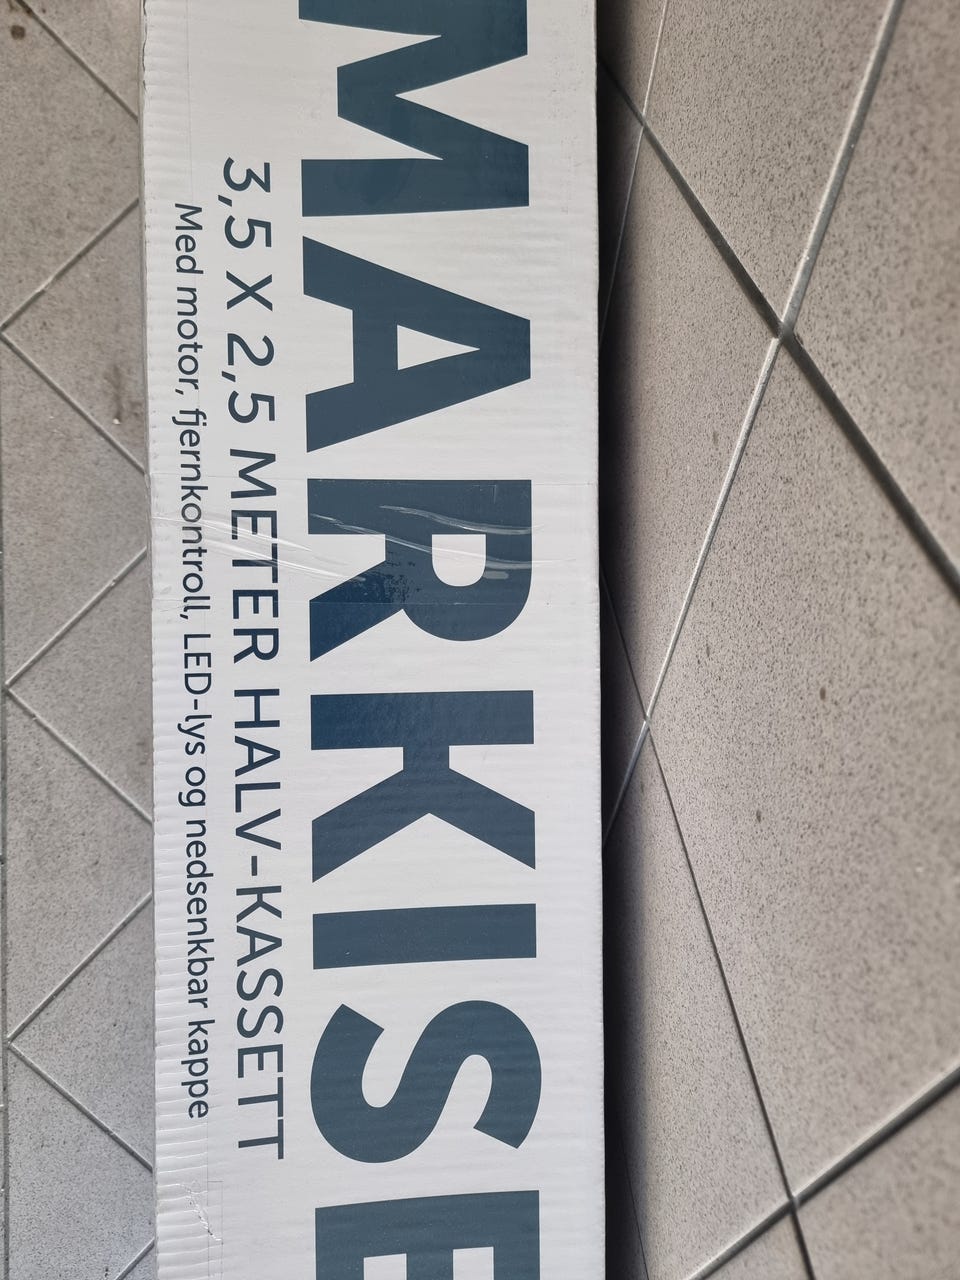 MARKISE
3,5 X 2,5 METER HALV-KASSETT
Med motor, fjernkontroll, LED-lys og nedsenkbar kappe